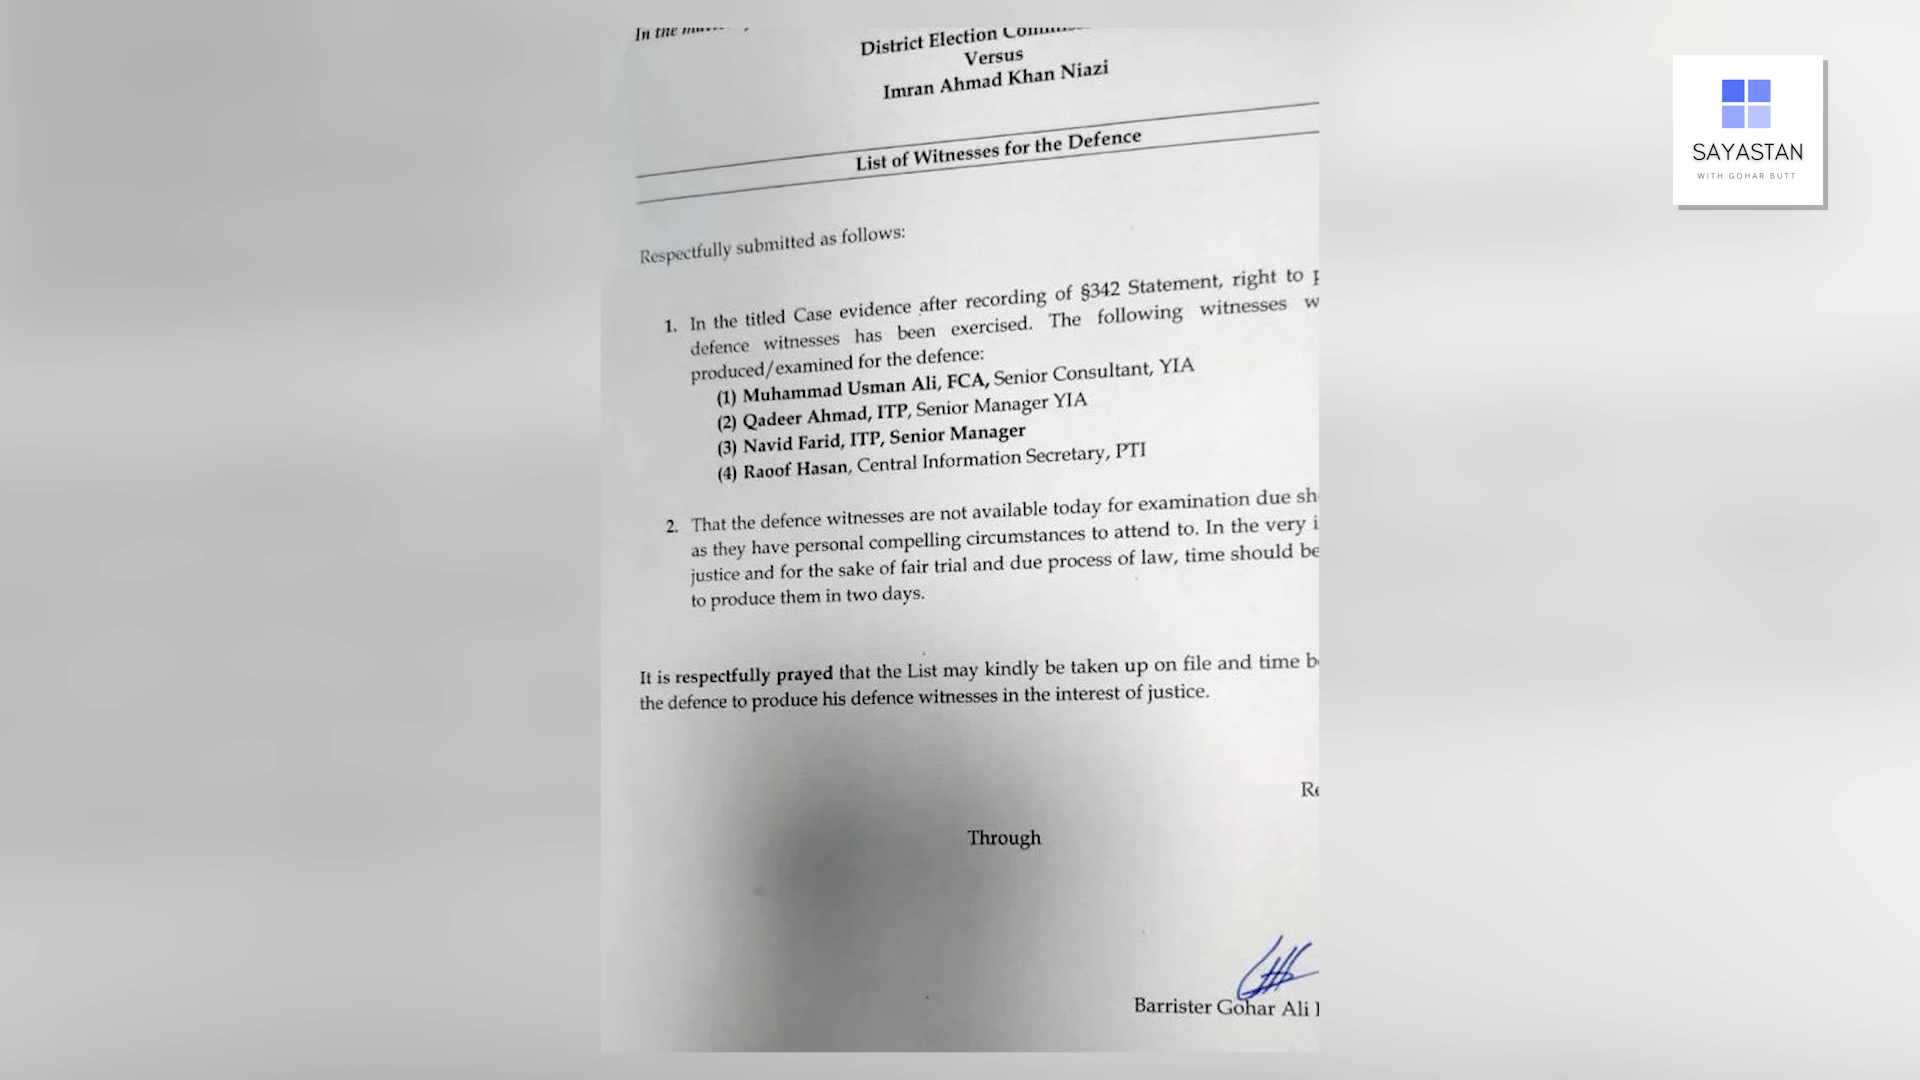 In the
District Election
Versus
Imran Ahmad Khan Niazi
List of Witnesses for the Defence
Respectfully submitted as follows:
1. In the titled Case evidence after recording of §342 Statement, right to
defence witnesses has been exercised. The following witnesses
produced/examined for the defence:
(1) Muhammad Usman Ali, FCA, Senior Consultant, YIA
(2) Qadeer Ahmad, ITP, Senior Manager YIA
(3) Navid Farid, ITP, Senior Manager
(4) Raoof Hasan, Central Information Secretary, PTI
2. That the defence witnesses are not available today for examination due
as they have personal compelling circumstances to attend to. In the very
justice and for the sake of fair trial and due process of law, time should be
to produce them in two days.
It is respectfully prayed that the List may kindly be taken up on file and time
the defence to produce his defence witnesses in the interest of justice.
Through
Barrister Gohar Ali
SAYASTAN
WITH GOHAR BUTT